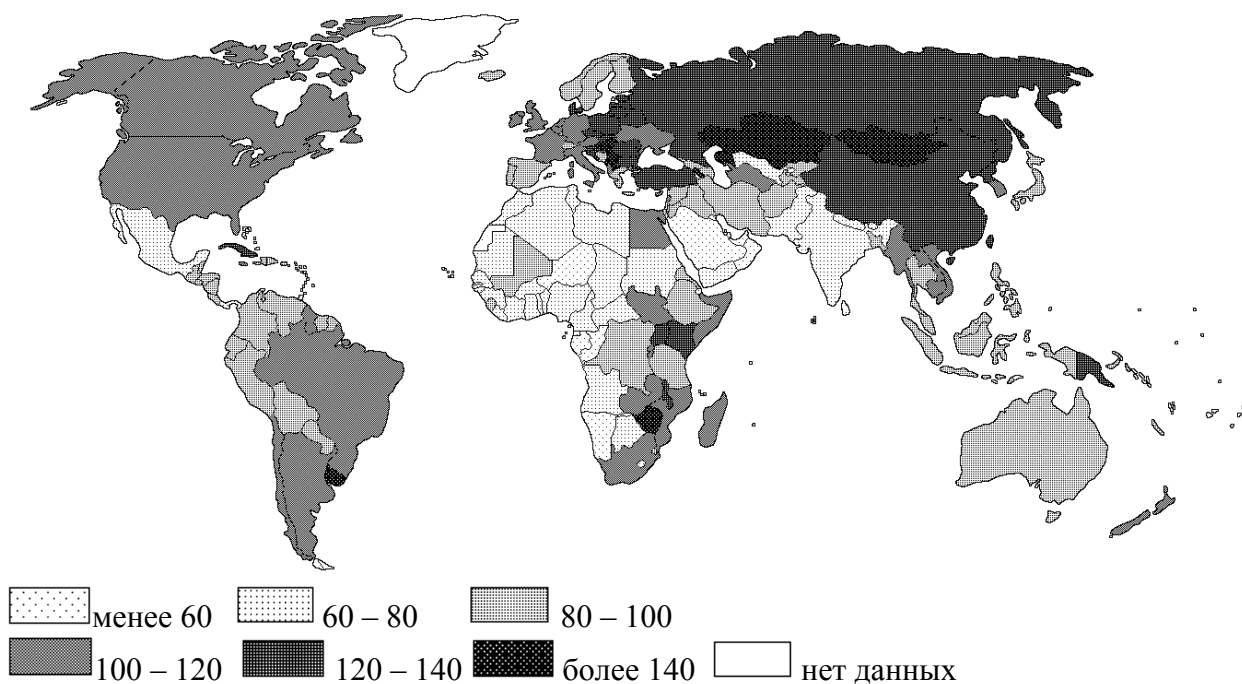 менее 60 60 – 80 80 – 100
100 – 120 120 – 140 более 140 нет данных